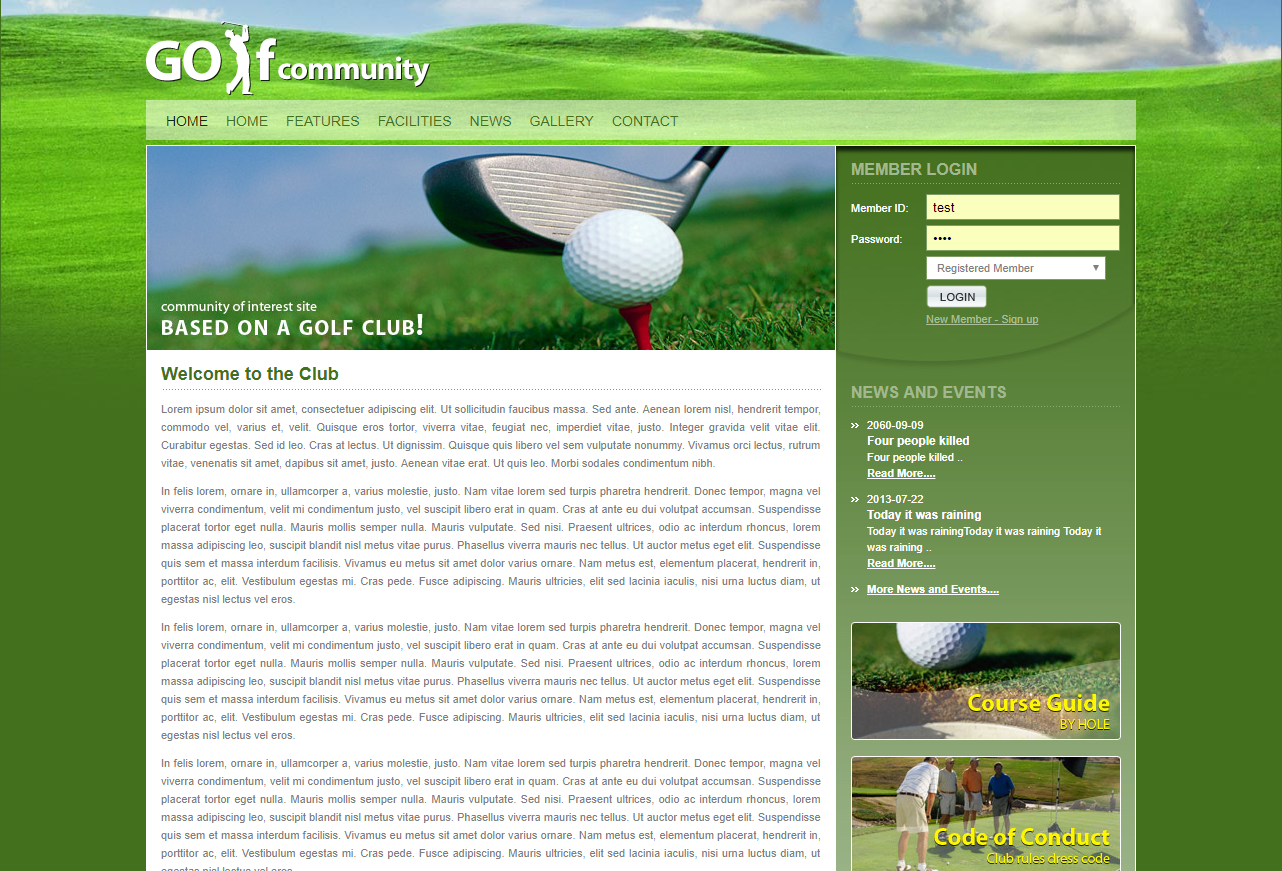 GOlf community
HOME HOME FEATURES FACILITIES NEWS GALLERY CONTACT
community of interest site
BASED ON A GOLF CLUB!
Welcome to the Club
Lorem ipsum dolor sit amet, consectetuer adipiscing elit. Ut sollicitudin faucibus massa. Sed ante. Aenean lorem nisl, hendrerit tempor,
commodo vel, varius et, velit. Quisque eros tortor, viverra vitae, feugiat nec, imperdiet vitae, justo. Integer gravida velit vitae elit.
Curabitur egestas. Sed id leo. Cras at lectus. Ut dignissim. Quisque quis libero vel sem vulputate nonummy. Vivamus orci lectus, rutrum
vitae, venenatis sit amet, dapibus sit amet, justo. Aenean vitae erat. Ut quis leo. Morbi sodales condimentum nibh.
In felis lorem, ornare in, ullamcorper a, varius molestie, justo. Nam vitae lorem sed turpis pharetra hendrerit. Donec tempor, magna vel
viverra condimentum, velit mi condimentum justo, vel suscipit libero erat in quam. Cras at ante eu dui volutpat accumsan. Suspendisse
placerat tortor eget nulla. Mauris mollis semper nulla. Mauris vulputate. Sed nisi. Praesent ultrices, odio ac interdum rhoncus, lorem
massa adipiscing leo, suscipit blandit nisl metus vitae purus. Phasellus viverra mauris nec tellus. Ut auctor metus eget elit. Suspendisse
quis sem et massa interdum facilisis. Vivamus eu metus sit amet dolor varius ornare. Nam metus est, elementum placerat, hendrerit in,
porttitor ac, elit. Vestibulum egestas mi. Cras pede. Fusce adipiscing. Mauris ultricies, elit sed lacinia iaculis, nisi urna luctus diam, ut
egestas nisl lectus vel eros.
In felis lorem, ornare in, ullamcorper a, varius molestie, justo. Nam vitae lorem sed turpis pharetra hendrerit. Donec tempor, magna vel
viverra condimentum, velit mi condimentum justo, vel suscipit libero erat in quam. Cras at ante eu dui volutpat accumsan. Suspendisse
placerat tortor eget nulla. Mauris mollis semper nulla. Mauris vulputate. Sed nisi. Praesent ultrices, odio ac interdum rhoncus, lorem
massa adipiscing leo, suscipit blandit nisl metus vitae purus. Phasellus viverra mauris nec tellus. Ut auctor metus eget elit. Suspendisse
quis sem et massa interdum facilisis. Vivamus eu metus sit amet dolor varius ornare. Nam metus est, elementum placerat, hendrerit in,
porttitor ac, elit. Vestibulum egestas mi. Cras pede. Fusce adipiscing. Mauris ultricies, elit sed lacinia iaculis, nisi urna luctus diam, ut
egestas nisl lectus vel eros.
In felis lorem, ornare in, ullamcorper a, varius molestie, justo. Nam vitae lorem sed turpis pharetra hendrerit. Donec tempor, magna vel
viverra condimentum, velit mi condimentum justo, vel suscipit libero erat in quam. Cras at ante eu dui volutpat accumsan. Suspendisse
placerat tortor eget nulla. Mauris mollis semper nulla. Mauris vulputate. Sed nisi. Praesent ultrices, odio ac interdum rhoncus, lorem
massa adipiscing leo, suscipit blandit nisl metus vitae purus. Phasellus viverra mauris nec tellus. Ut auctor metus eget elit. Suspendisse
quis sem et massa interdum facilisis. Vivamus eu metus sit amet dolor varius ornare. Nam metus est, elementum placerat, hendrerit in,
porttitor ac, elit. Vestibulum egestas mi. Cras pede. Fusce adipiscing. Mauris ultricies, elit sed lacinia iaculis, nisi urna luctus diam, ut
egestas nisl lectus vel eros.
MEMBER LOGIN
Member ID: test
Password: ••••
Registered Member
LOGIN
New Member - Sign up
NEWS AND EVENTS
2060-09-09
Four people killed
Four people killed ..
Read More....
2013-07-22
Today it was raining
Today it was rainingToday it was raining Today it
was raining ..
Read More....
More News and Events....
Course Guide
BY HOLE
Code of Conduct
Club rules dress code